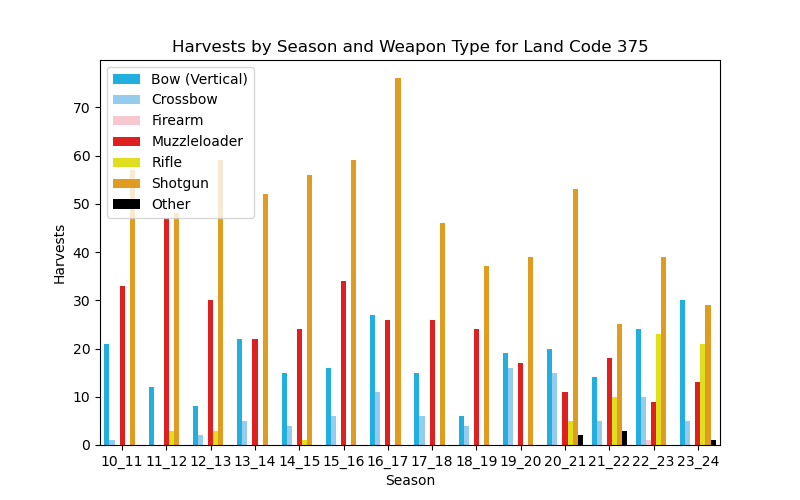 Harvests by Season and Weapon Type for Land Code 375
Bow (Vertical)
Crossbow
Firearm
Muzzleloader
Rifle
Shotgun
Other
Harvests
70
60
50
40
30
20
10
0
10_11 11_12 12_13 13_14 14_15 15_16 16_17 17_18 18_19 19_20 20_21 21_22 22_23 23_24
Season